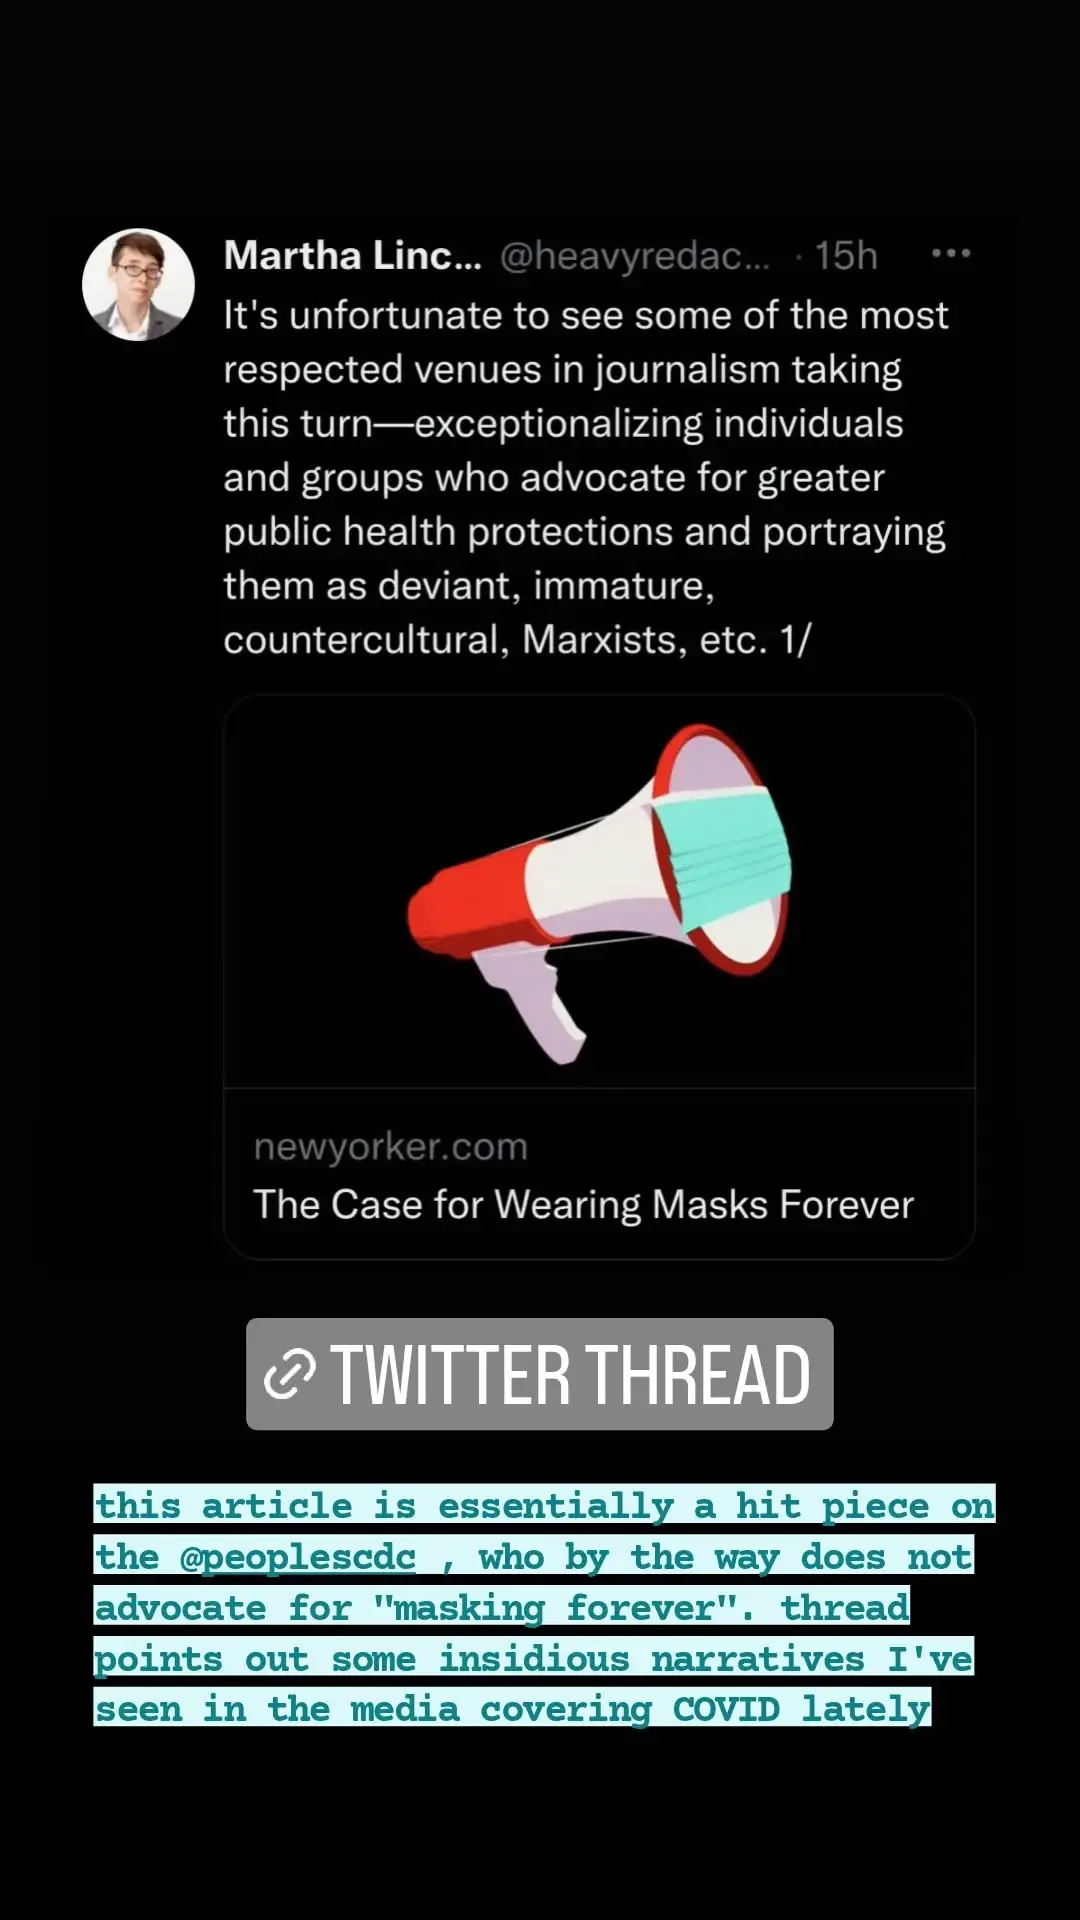 Martha Linc... @heavyredac... · 15h
It's unfortunate to see some of the most
respected venues in journalism taking
this turn—exceptionalizing individuals
and groups who advocate for greater
public health protections and portraying
them as deviant, immature,
countercultural, Marxists, etc. 1/
newyorker.com
The Case for Wearing Masks Forever
TWITTER THREAD
this article is essentially a hit piece on
the @peoplescdc , who by the way does not
advocate for "masking forever". thread
points out some insidious narratives I've
seen in the media covering COVID lately